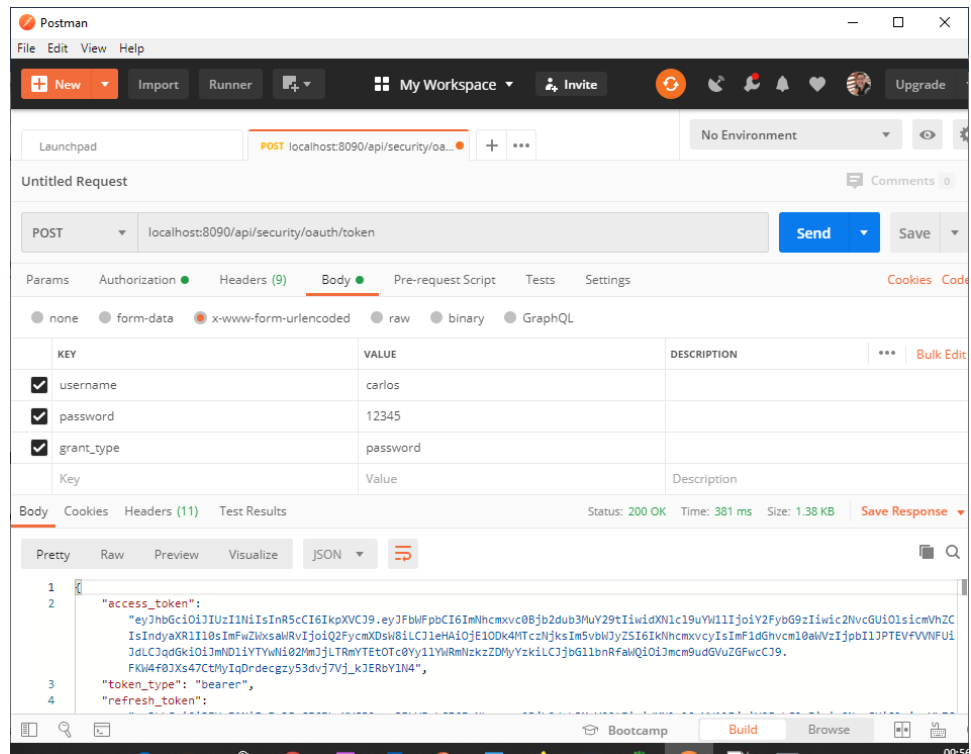 Postman
File Edit View Help
New Import Runner My Workspace Invite Upgrade
Launchpad POST localhost:8090/api/security/oa... No Environment
Untitled Request Comments 0
POST localhost:8090/api/security/oauth/token Send Save
Params Authorization Headers (9) Body Pre-request Script Tests Settings Cookies Code
none form-data x-www-form-urlencoded raw binary GraphQL
KEY VALUE DESCRIPTION Bulk Edit
username carlos
password 12345
grant_type password
Key Value Description
Body Cookies Headers (11) Test Results Status: 200 OK Time: 381 ms Size: 1.38 KB Save Response
Pretty Raw Preview Visualize JSON
1 {
2 "access_token":
3 "token_type": "bearer",
4 "refresh_token":
Bootcamp Build Browse
09:56